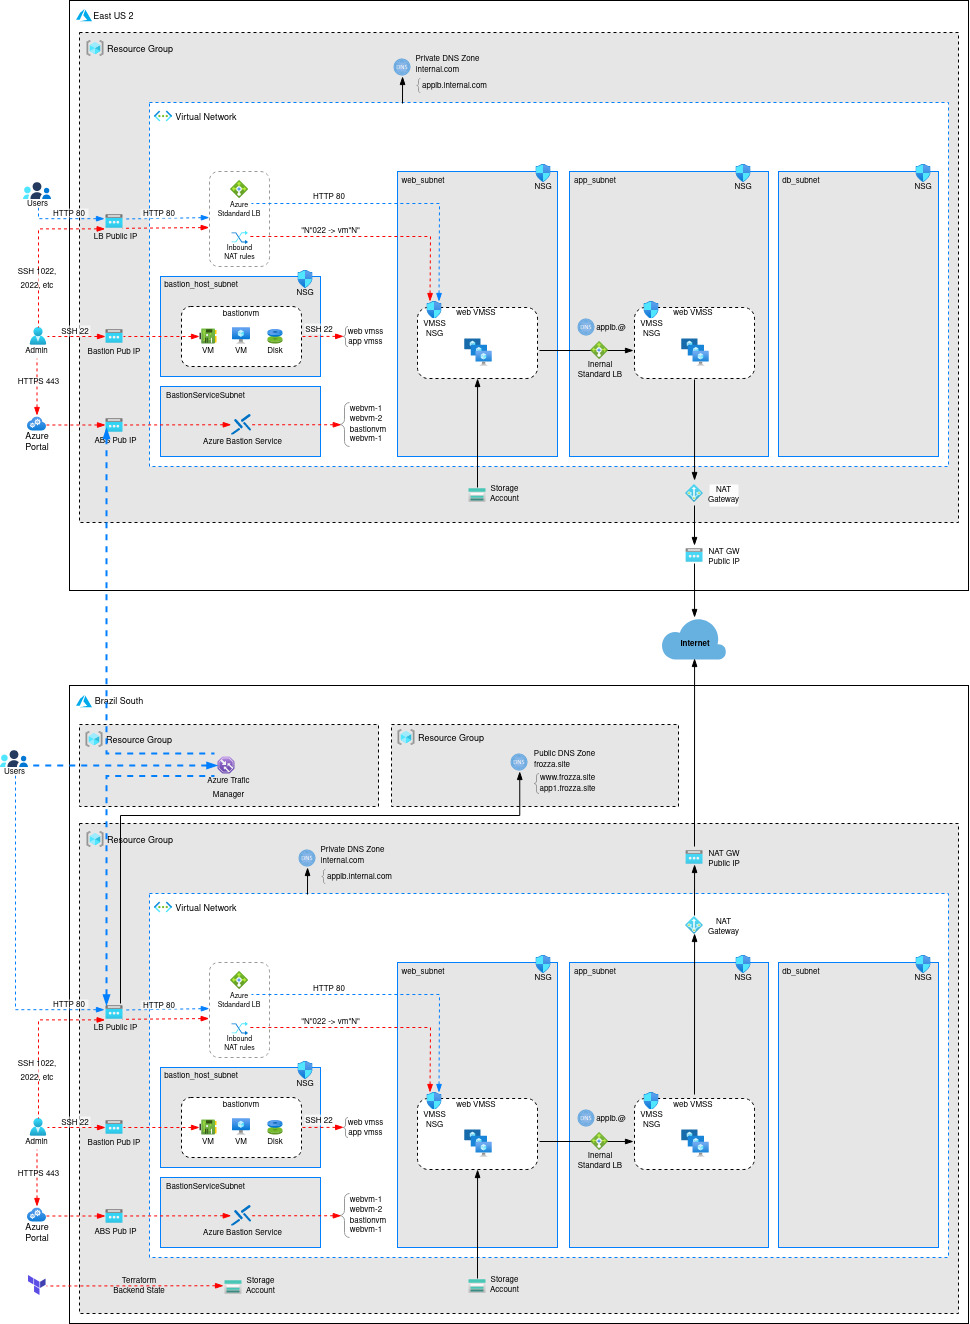 East US 2
Resource Group
Private DNS Zone
internal.com
applb.internal.com
DNS
Virtual Network
Users
HTTP 80
LB Public IP
HTTP 80
Azure
Stdandard LB
Inbound
NAT rules
HTTP 80
"N"022 -> vm"N"
web_subnet
NSG
app_subnet
NSG
db_subnet
NSG
SSH 1022,
2022, etc
bastion_host_subnet
NSG
bastionvm
VM
VM
Disk
SSH 22
web vmss
app vmss
Admin
SSH 22
Bastion Pub IP
VMSS
NSG
web VMSS
DNS
applb.@
Inernal
Standard LB
VMSS
NSG
web VMSS
HTTPS 443
BastionServiceSubnet
Azure Bastion Service
webvm-1
webvm-2
bastionvm
webvm-1
Azure
Portal
ABS Pub IP
Storage
Account
NAT
Gateway
NAT GW
Public IP
Internet
Brazil South
Resource Group
Azure Trafic
Manager
Users
Resource Group
DNS
Public DNS Zone
frozza.site
www.frozza.site
app1.frozza.site
Resource Group
DNS
Private DNS Zone
internal.com
applb.internal.com
NAT GW
Public IP
NAT
Gateway
Virtual Network
HTTP 80
LB Public IP
HTTP 80
Azure
Stdandard LB
Inbound
NAT rules
HTTP 80
"N"022 -> vm"N"
web_subnet
NSG
app_subnet
NSG
db_subnet
NSG
SSH 1022,
2022, etc
bastion_host_subnet
NSG
bastionvm
VM
VM
Disk
SSH 22
web vmss
app vmss
Admin
SSH 22
Bastion Pub IP
VMSS
NSG
web VMSS
DNS
applb.@
Inernal
Standard LB
VMSS
NSG
web VMSS
HTTPS 443
BastionServiceSubnet
Azure Bastion Service
webvm-1
webvm-2
bastionvm
webvm-1
Azure
Portal
ABS Pub IP
Terraform
Backend State
Storage
Account
Storage
Account